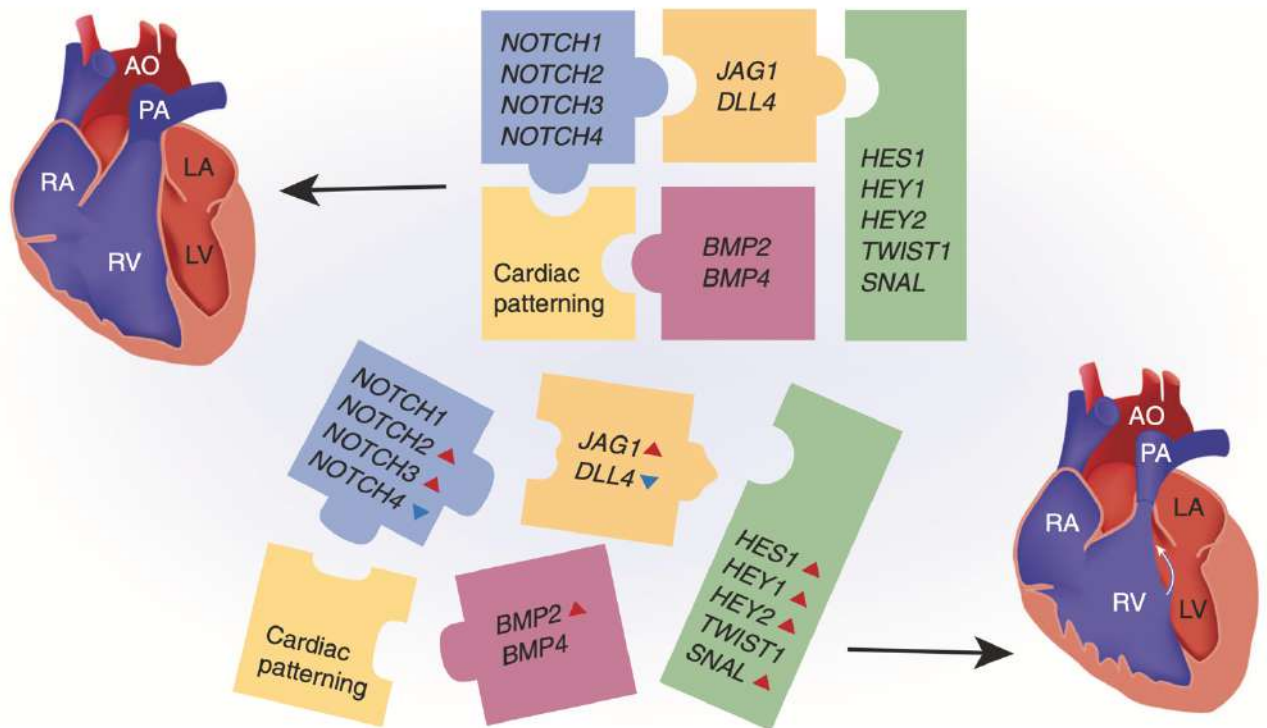 AO
PA
RA
LA
RV
LV
NOTCH1
NOTCH2
NOTCH3
NOTCH4
JAG1
DLL4
HES1
HEY1
HEY2
TWIST1
SNAL
Cardiac
patterning
BMP2
BMP4
NOTCH1
NOTCH2
NOTCH3
NOTCH4
JAG1
DLL4
HES1
HEY1
HEY2
TWIST1
SNAL
Cardiac
patterning
BMP2
BMP4
AO
PA
RA
LA
RV
LV